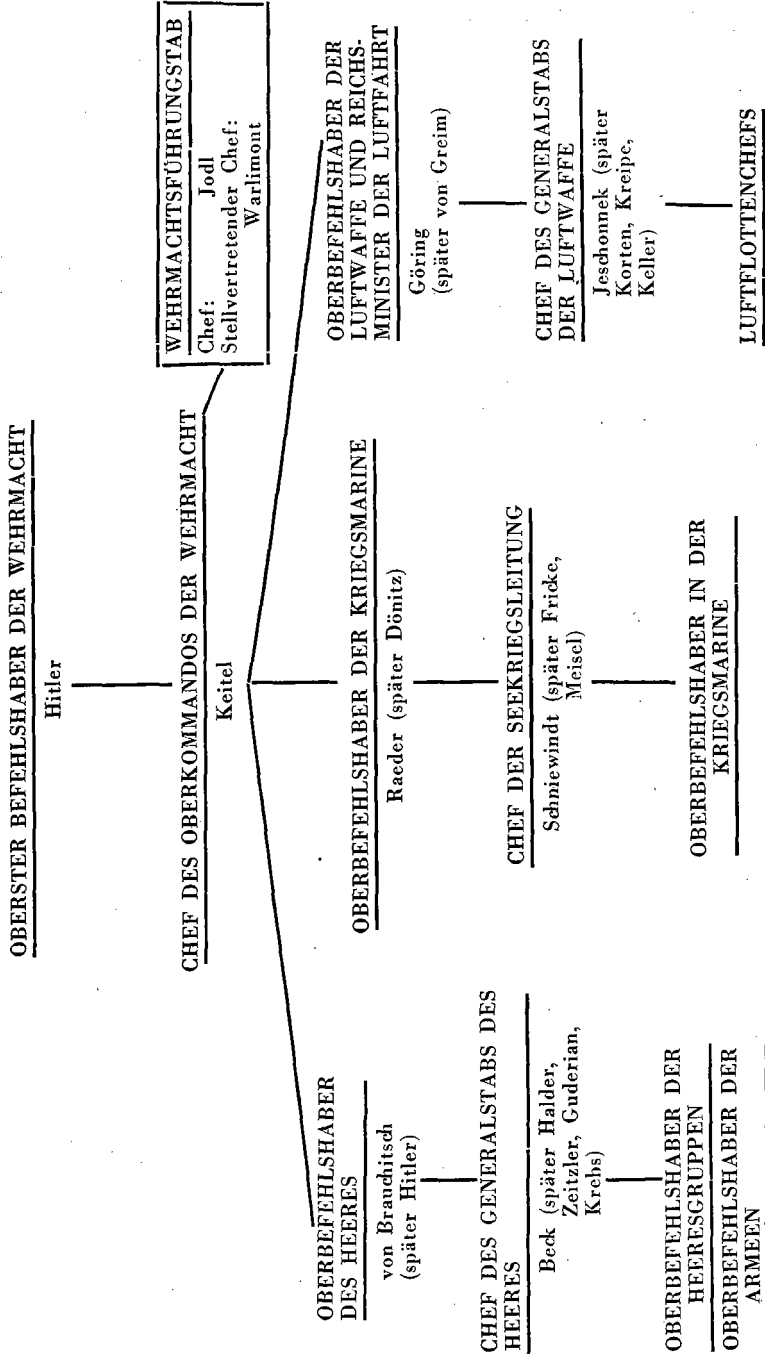 OBERSTER BEFEHLSHABER DER WEHRMACHT
Hitler
CHEF DES OBERKOMMANDOS DER WEHRMACHT
Keitel
WEHRMACHTSFÜHRUNGSTAB
Chef: Jodl
Stellvertretender Chef:
Warlimont
OBERBEFEHLSHABER
DES HEERES
von Brauchitsch
(später Hitler)
CHEF DES GENERALSTABS DES
HEERES
Beck (später Halder,
Zeitzler, Guderian,
Krebs)
OBERBEFEHLSHABER DER
HEERESGRUPPEN
OBERBEFEHLSHABER DER
ARMEEN
OBERBEFEHLSHABER DER KRIEGSMARINE
Raeder (später Dönitz)
CHEF DER SEEKRIEGSLEITUNG
Schniewindt (später Fricke,
Meisel)
OBERBEFEHLSHABER IN DER
KRIEGSMARINE
OBERBEFEHLSHABER DER
LUFTWAFFE UND REICHS-
MINISTER DER LUFTFAHRT
Göring
(später von Greim)
CHEF DES GENERALSTABS
DER LUFTWAFFE
Jeschonnek (später
Korten, Kreipe,
Keller)
LUFTFLOTTENCHEFS